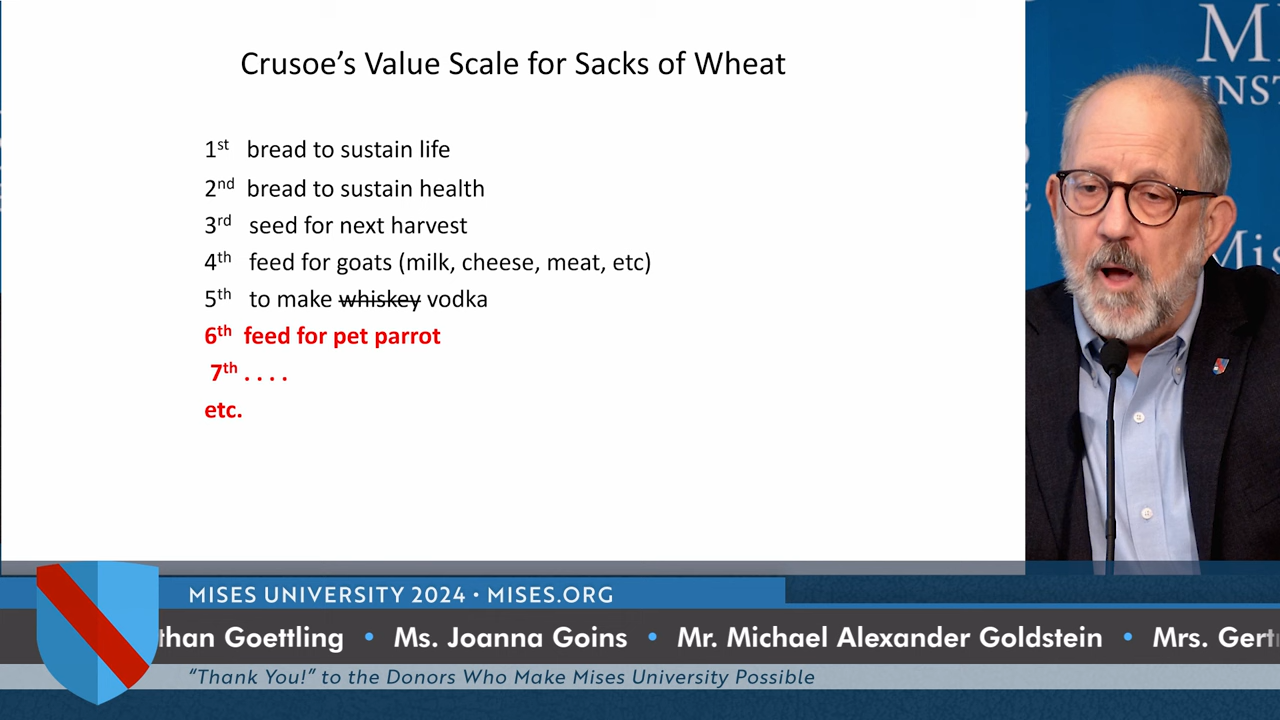 Crusoe's Value Scale for Sacks of Wheat
1st bread to sustain life
2nd bread to sustain health
3rd seed for next harvest
4th feed for goats (milk, cheese, meat, etc)
5th to make whiskey vodka
6th feed for pet parrot
7th . . . .
etc.
MISES UNIVERSITY 2024 • MISES.ORG
Goettling • Ms. Joanna Goins • Mr. Michael Alexander Goldstein • Mrs.
"Thank You!" to the Donors Who Make Mises University Possible